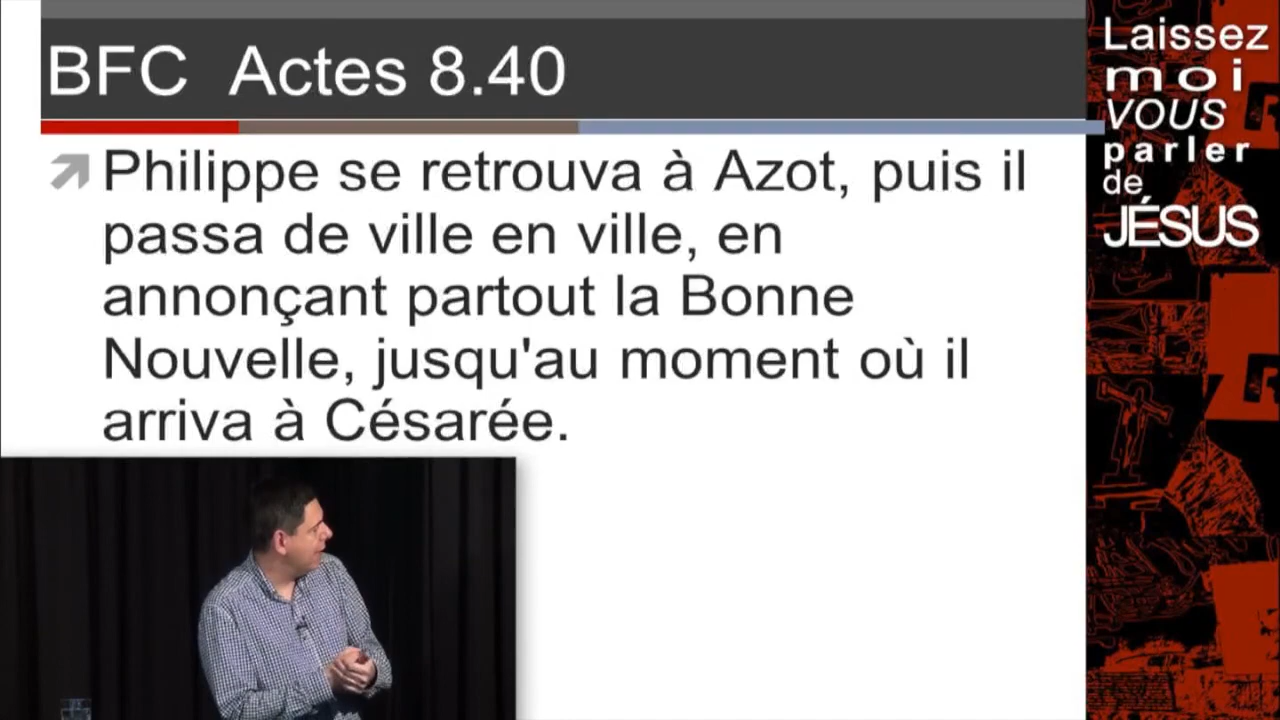 BFC Actes 8.40
Philippe se retrouva à Azot, puis il
passa de ville en ville, en
annonçant partout la Bonne
Nouvelle, jusqu'au moment où il
arriva à Césarée.
Laissez
moi
VOUS
parler
de
JÉSUS